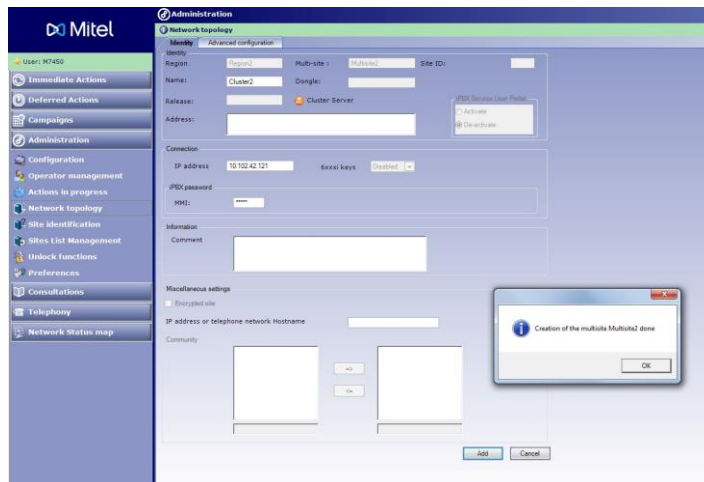 Mitel
User: M7450
Immediate Actions
Deferred Actions
Campaigns
Administration
Configuration
Operator management
Actions in progress
Network topology
Site identification
Sites List Management
Unlock functions
Preferences
Consultations
Telephony
Network Status map
Administration
Network topology
Identity Advanced configuration
Identity
Region Region2 Multi-site : Multisite2 Site ID:
Name: Cluster2 Dongle:
Release: Cluster Server
iPBX Service User Portal
Activate
Address:
De-activate
Connection
IP address 10.102.42.121 6xxxi keys Disabled
iPBX password
MMI: *****
Information
Comment
Miscellaneous settings
Encrypted site
IP address or telephone network Hostname
Community
=>
<=
Add Cancel
Creation of the multisite Multisite2 done
OK